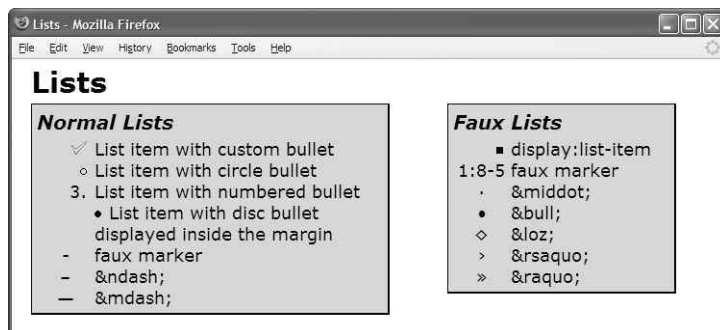 Lists - Mozilla Firefox
File Edit View History Bookmarks Tools Help
Lists
Normal Lists
List item with custom bullet
○ List item with circle bullet
3. List item with numbered bullet
• List item with disc bullet
displayed inside the margin
- faux marker
– &ndash;
— &mdash;
Faux Lists
▪ display:list-item
1:8-5 faux marker
· &middot;
• &bull;
◊ &loz;
› &rsaquo;
» &raquo;